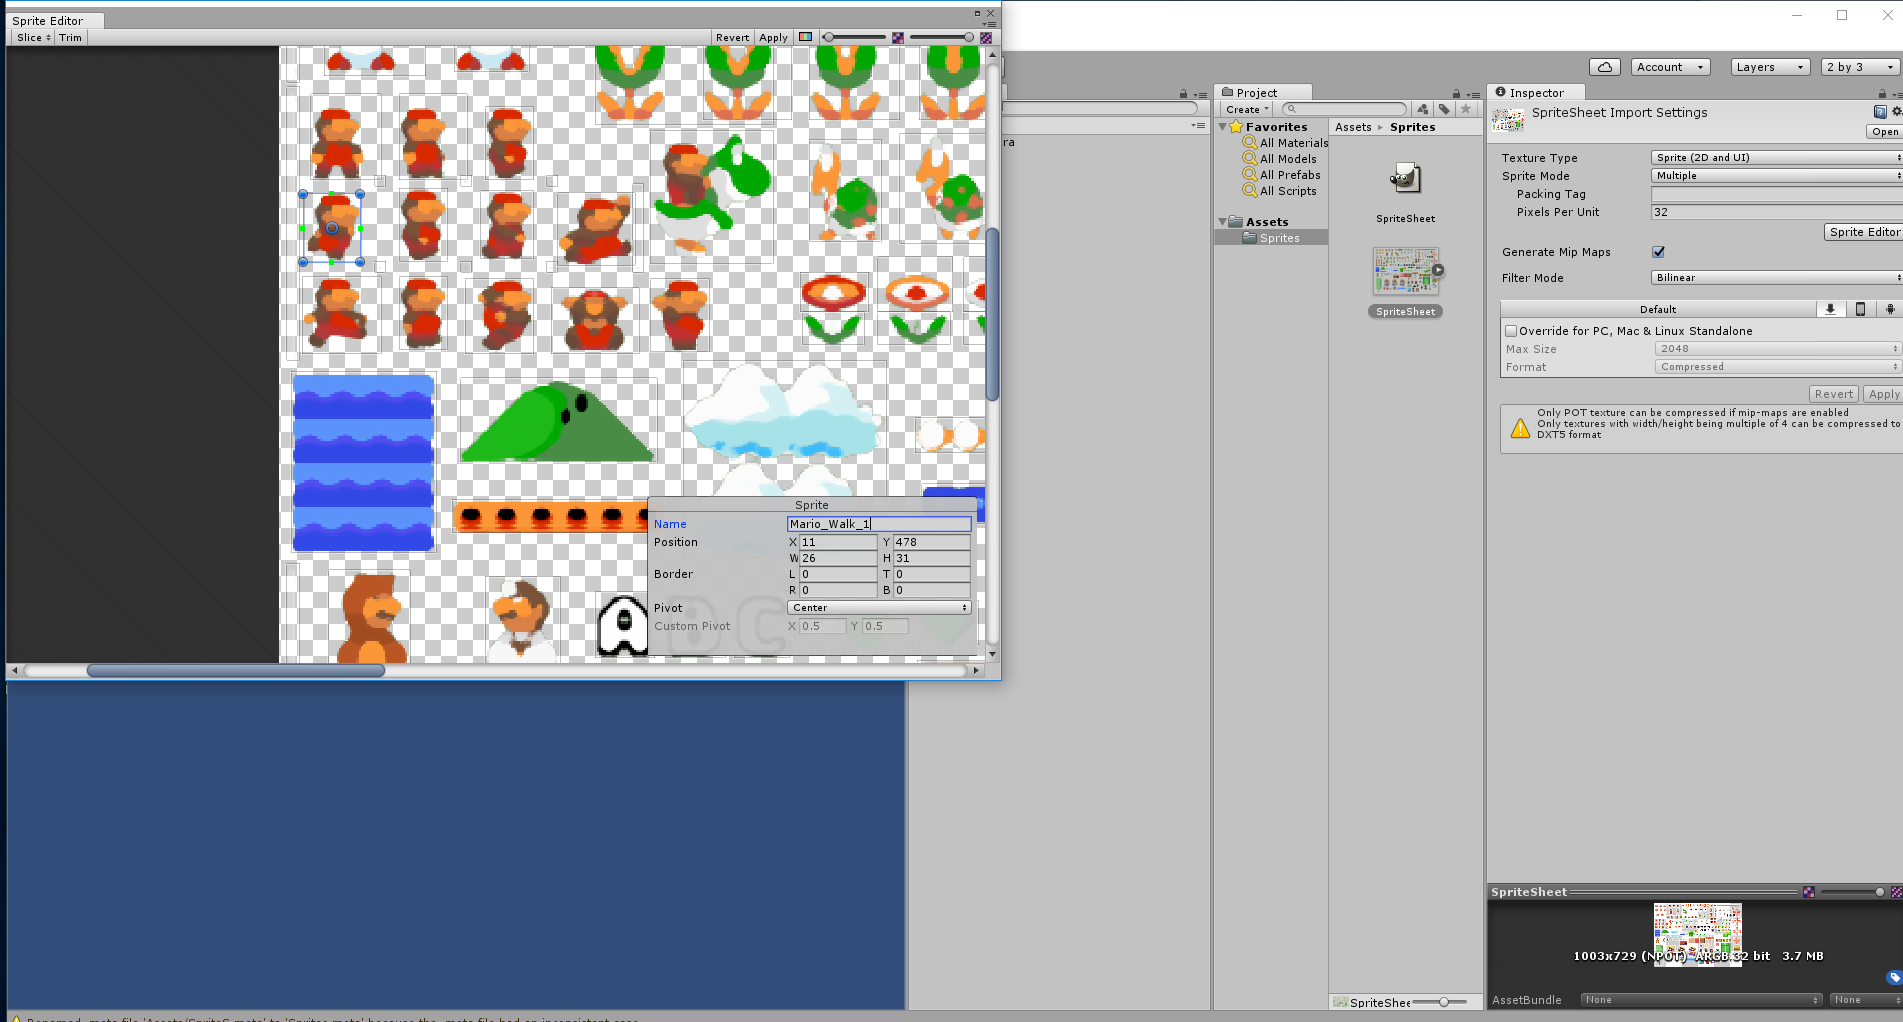 Sprite Editor
Slice
Trim
Revert
Apply
Account
Layers
2 by 3
Project
Create
Favorites
All Materials
All Models
All Prefabs
All Scripts
Assets
Sprites
Assets ▸ Sprites
SpriteSheet
SpriteSheet
Inspector
SpriteSheet Import Settings
Open
Texture Type
Sprite (2D and UI)
Sprite Mode
Multiple
Packing Tag
Pixels Per Unit
32
Sprite Editor
Generate Mip Maps
Filter Mode
Bilinear
Default
Override for PC, Mac & Linux Standalone
Max Size
2048
Format
Compressed
Revert
Apply
Only POT texture can be compressed if mip-maps are enabled
Only textures with width/height being multiple of 4 can be compressed to
DXT5 format
Sprite
Name
Mario_Walk_1
Position
X 11 Y 478
W 26 H 31
Border
L 0 T 0
R 0 B 0
Pivot
Center
Custom Pivot
X 0.5 Y 0.5
A B C
SpriteSheet
1003x729 (NPOT) ARGB 32 bit 3.7 MB
AssetBundle
None
None
SpriteShee